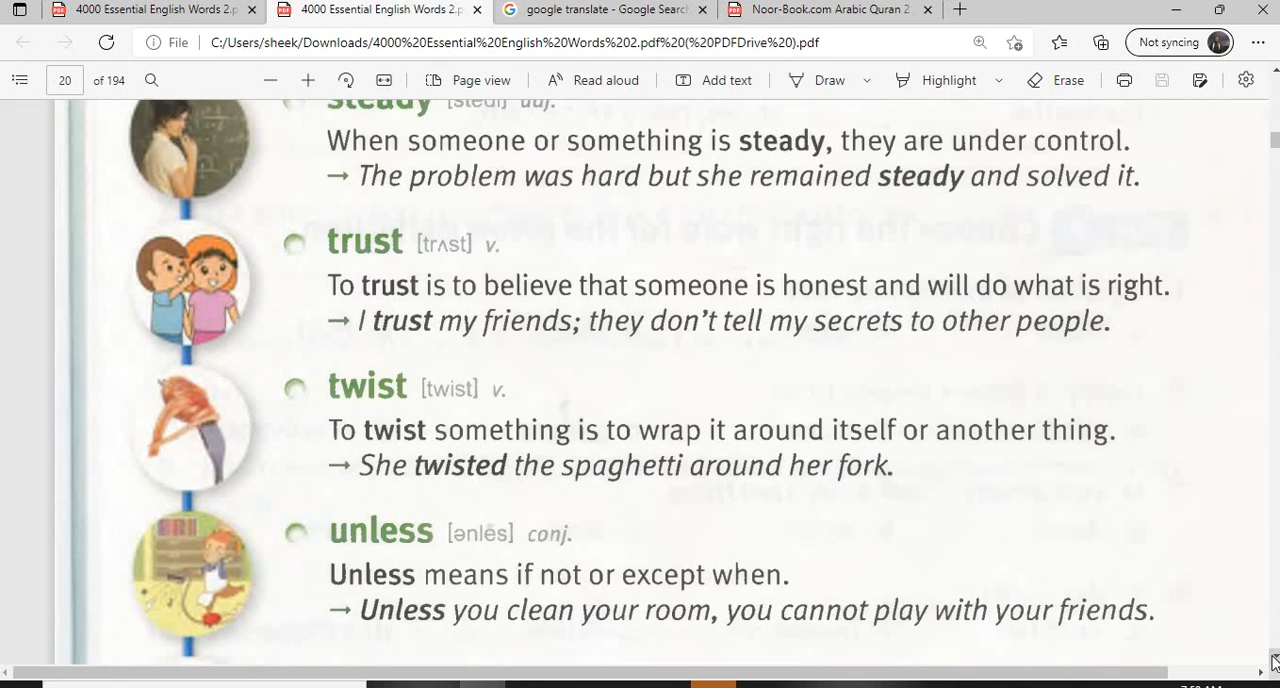 4000 Essential English Words 2.p
4000 Essential English Words 2.p
google translate - Google Search
Noor-Book.com Arabic Quran 2
File
C:/Users/sheek/Downloads/4000%20Essential%20English%20Words%202.pdf%20(%20PDFDrive%20).pdf
Not syncing
20 of 194
Page view
Read aloud
Add text
Draw
Highlight
Erase
steady [stedi] adj.
When someone or something is steady, they are under control.
→ The problem was hard but she remained steady and solved it.
trust [trʌst] v.
To trust is to believe that someone is honest and will do what is right.
→ I trust my friends; they don't tell my secrets to other people.
twist [twist] v.
To twist something is to wrap it around itself or another thing.
→ She twisted the spaghetti around her fork.
unless [ənlés] conj.
Unless means if not or except when.
→ Unless you clean your room, you cannot play with your friends.